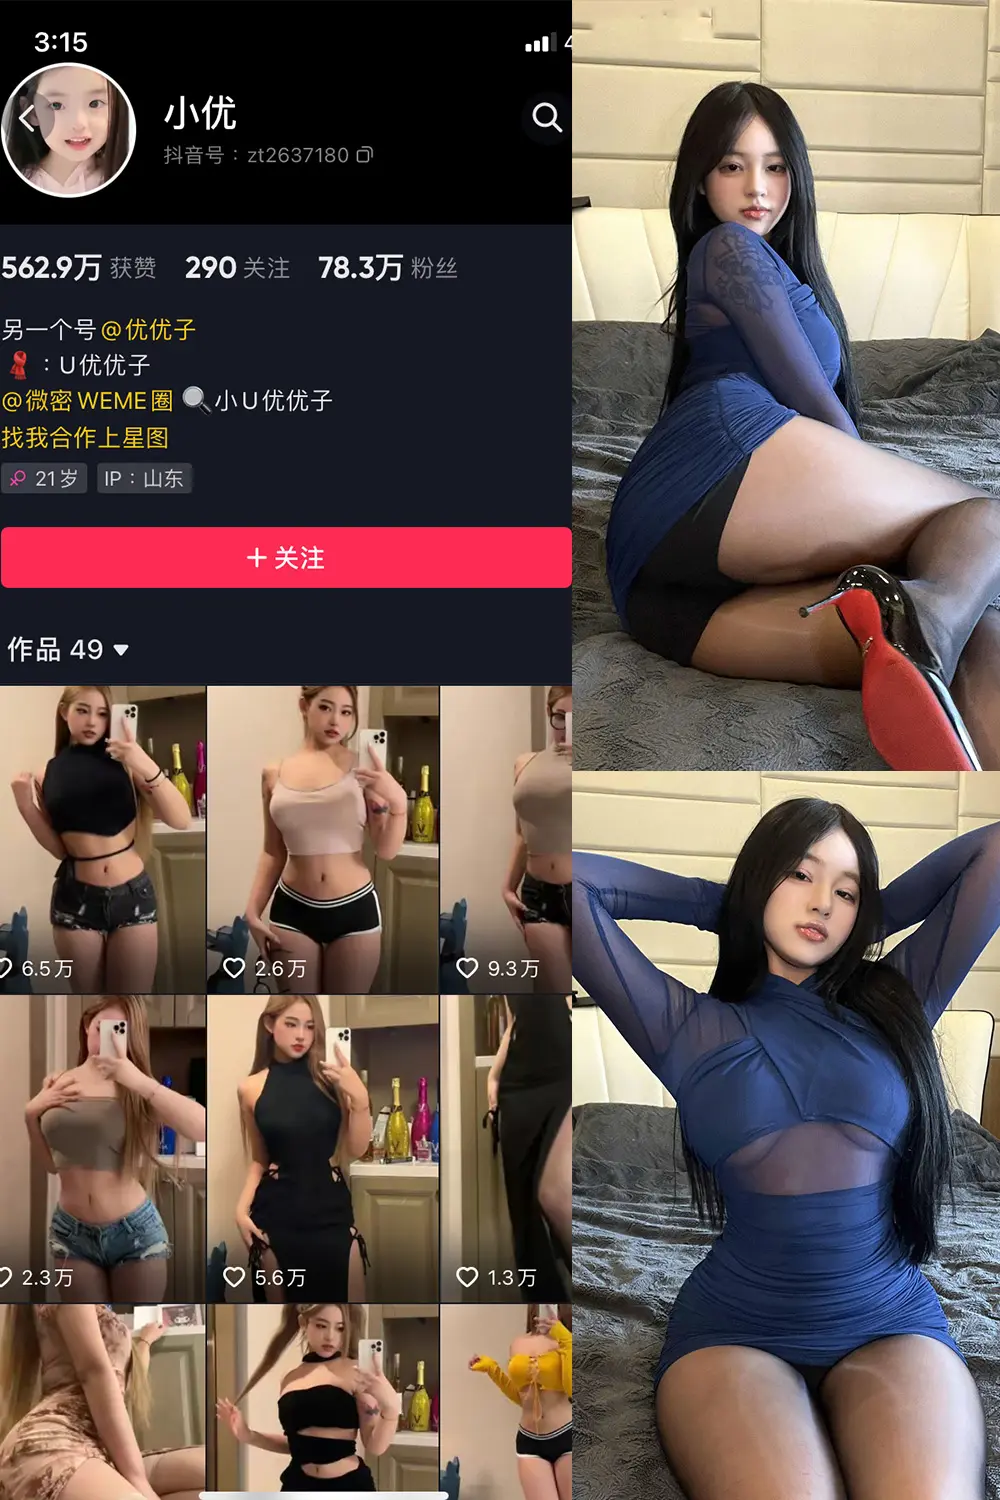 3:15
小优
抖音号：zt2637180
562.9万 获赞 290 关注 78.3万 粉丝
另一个号 @优优子
：U优优子
@微密 WEME圈 小U优优子
找我合作上星图
21岁 IP：山东
+ 关注
作品 49
6.5万 2.6万 9.3万
2.3万 5.6万 1.3万